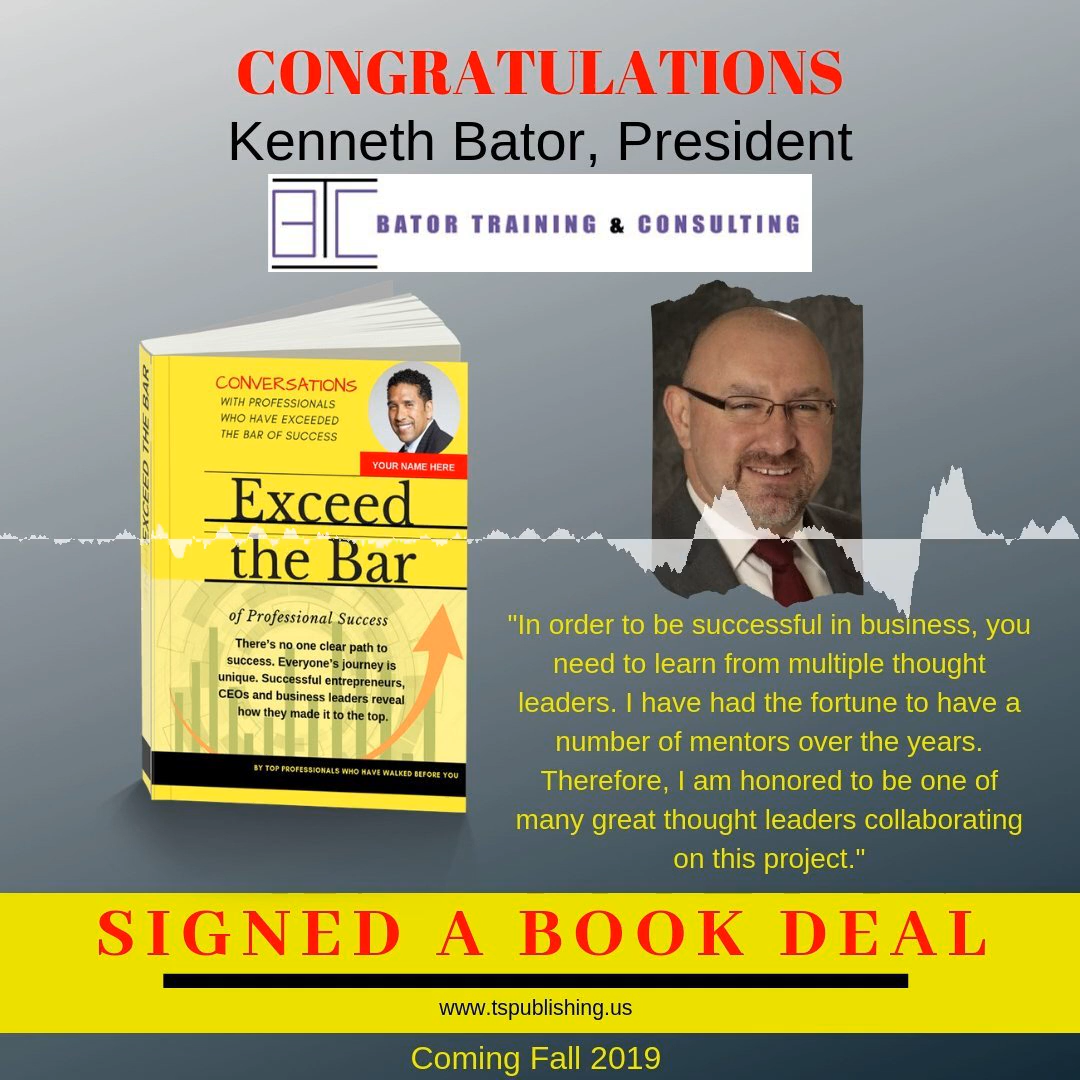 CONGRATULATIONS
Kenneth Bator, President
BTC BATOR TRAINING & CONSULTING
EXCEED THE BAR
CONVERSATIONS
WITH PROFESSIONALS
WHO HAVE EXCEEDED
THE BAR OF SUCCESS
YOUR NAME HERE
Exceed
the Bar
of Professional Success
There's no one clear path to
success. Everyone's journey is
unique. Successful entrepreneurs,
CEOs and business leaders reveal
how they made it to the top.
BY TOP PROFESSIONALS WHO HAVE WALKED BEFORE YOU
"In order to be successful in business, you
need to learn from multiple thought
leaders. I have had the fortune to have a
number of mentors over the years.
Therefore, I am honored to be one of
many great thought leaders collaborating
on this project."
SIGNED A BOOK DEAL
www.tspublishing.us
Coming Fall 2019